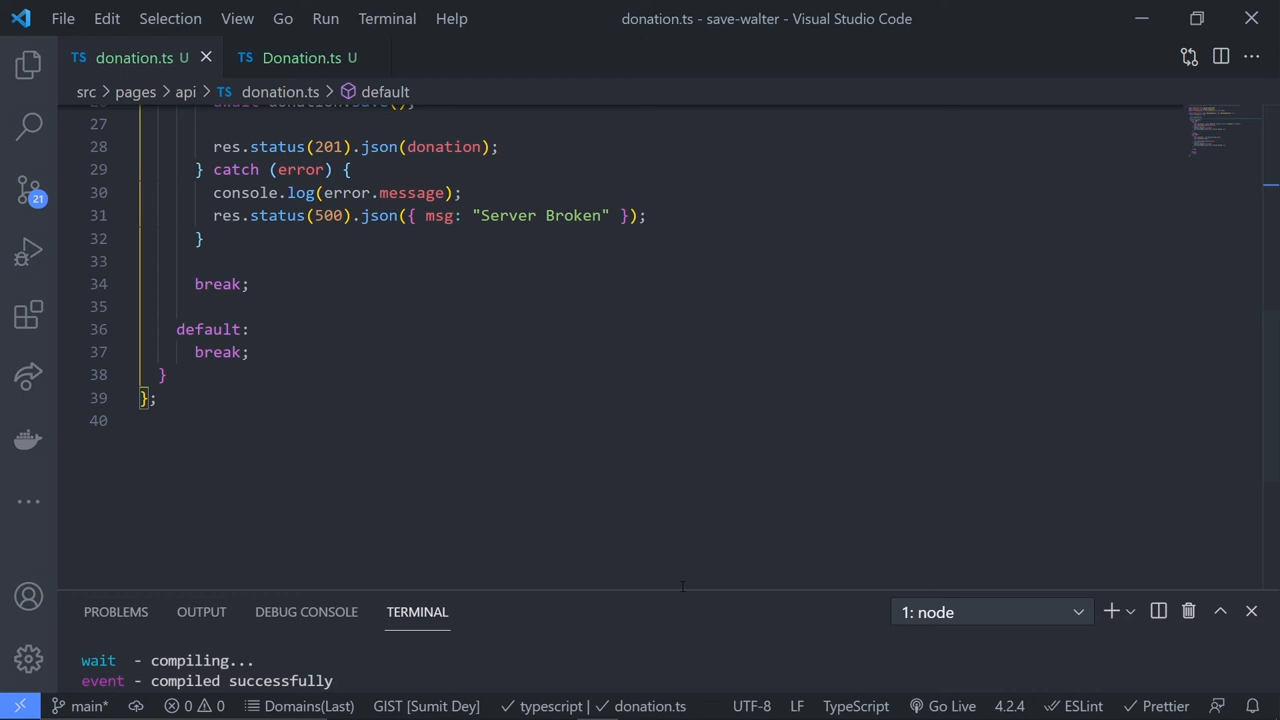 File Edit Selection View Go Run Terminal Help donation.ts - save-walter - Visual Studio Code
TS donation.ts U TS Donation.ts U
src > pages > api > TS donation.ts > default
26 await donation.save();
27
28 res.status(201).json(donation);
29 } catch (error) {
30 console.log(error.message);
31 res.status(500).json({ msg: "Server Broken" });
32 }
33
34 break;
35
36 default:
37 break;
38 }
39 };
40
21
PROBLEMS OUTPUT DEBUG CONSOLE TERMINAL 1: node
wait - compiling...
event - compiled successfully
main* 0 0 Domains(Last) GIST [Sumit Dey] typescript | donation.ts UTF-8 LF TypeScript Go Live 4.2.4 ESLint Prettier